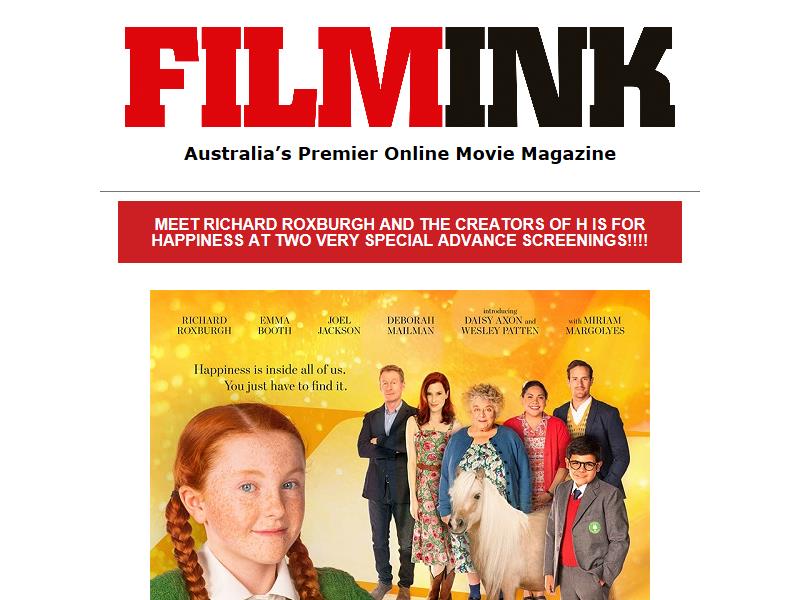 FILMINK
Australia's Premier Online Movie Magazine
MEET RICHARD ROXBURGH AND THE CREATORS OF H IS FOR
HAPPINESS AT TWO VERY SPECIAL ADVANCE SCREENINGS!!!!
RICHARD ROXBURGH
EMMA BOOTH
JOEL JACKSON
DEBORAH MAILMAN
introducing
DAISY AXON and
WESLEY PATTEN
with MIRIAM
MARGOLYES
Happiness is inside all of us.
You just have to find it.